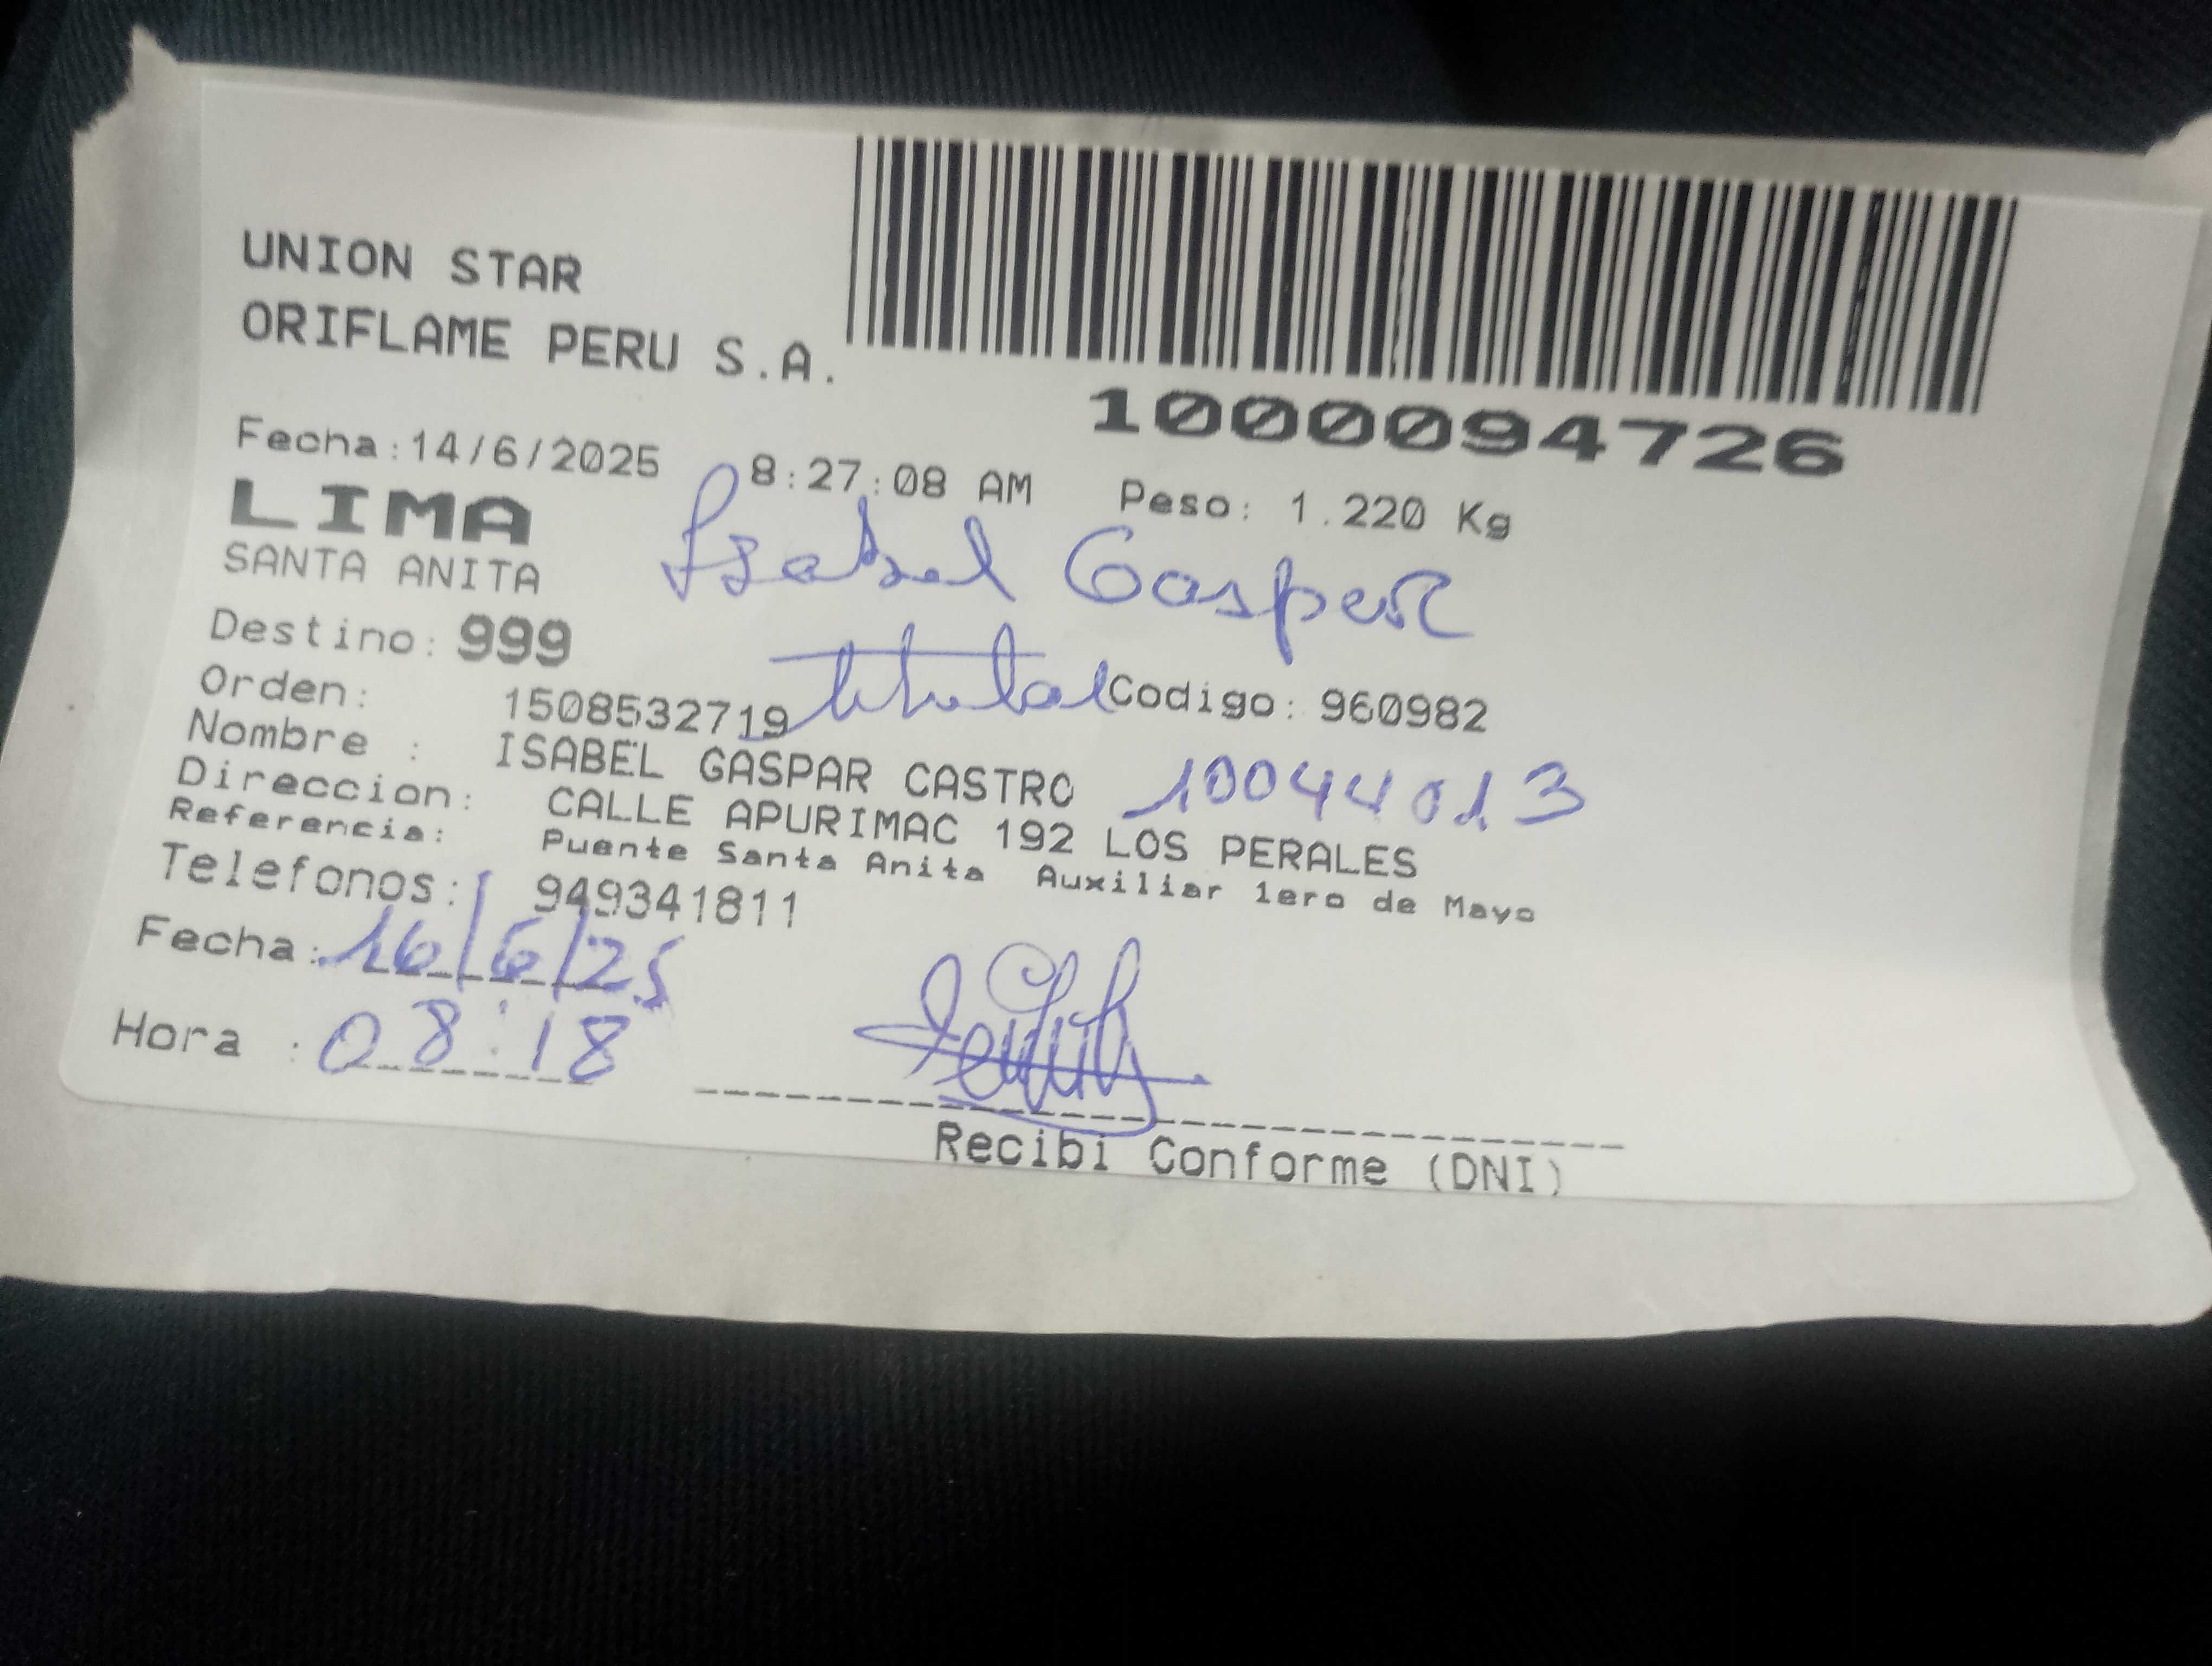 UNION STAR
ORIFLAME PERU S.A.
1000094726
Fecha:14/6/2025 8:27:08 AM Peso: 1.220 Kg
LIMA
SANTA ANITA
Isabel Gaspar
Destino: 999
titular
Orden: 1508532719 Codigo: 960982
Nombre : ISABEL GASPAR CASTRO 10044013
Direccion: CALLE APURIMAC 192 LOS PERALES
Referencia: Puente Santa Anita Auxiliar 1ero de Mayo
Telefonos: 949341811
Fecha: 16/6/25
Hora : 08:18
Recibi Conforme (DNI)